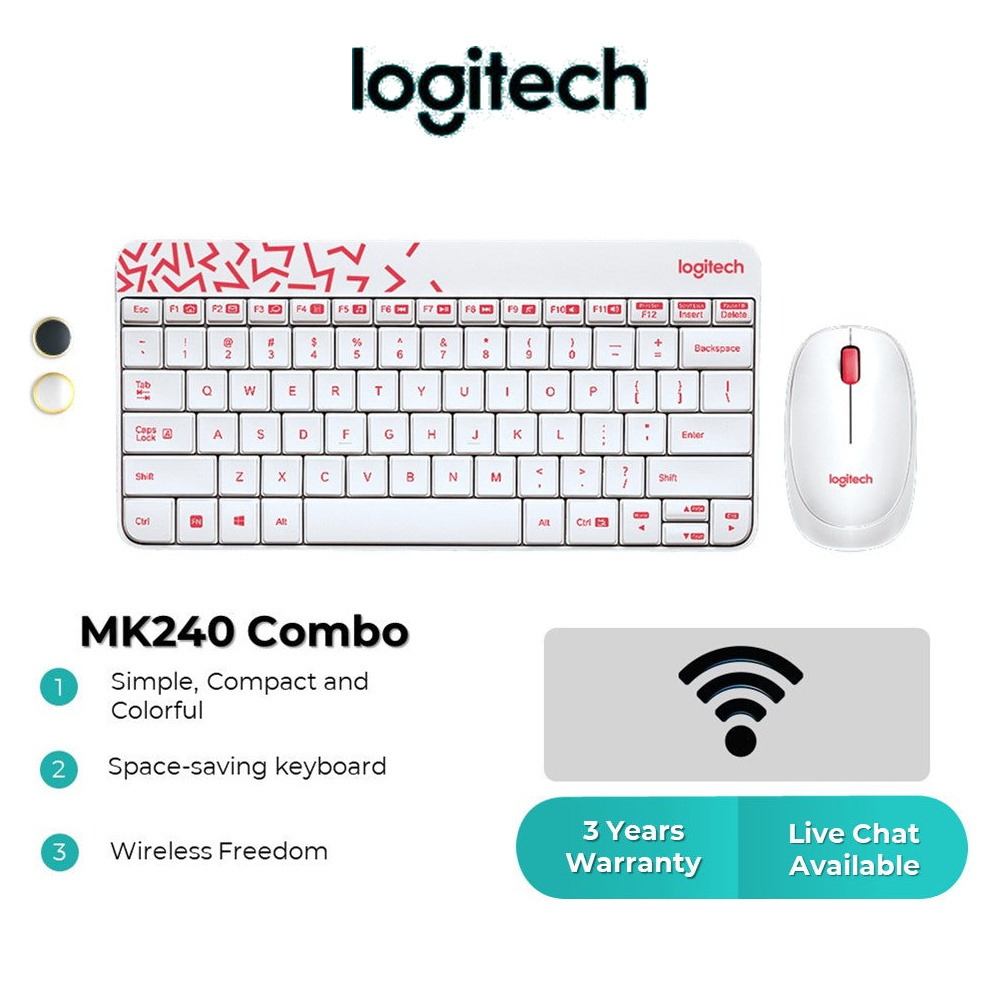 logitech
logitech
Esc F1 F2 F3 F4 F5 F6 F7 F8 F9 F10 F11 F12 Insert Delete
~ ` ! 1 @ 2 # 3 $ 4 % 5 ^ 6 & 7 * 8 ( 9 ) 0 — - + = Backspace
Tab Q W E R T Y U I O P { [ } ] | \
Caps Lock A A S D F G H J K L : ; " ' Enter
Shift Z X C V B N M < , > . ? / Shift
Ctrl FN Alt Alt Ctrl
logitech
MK240 Combo
1 Simple, Compact and
Colorful
2 Space-saving keyboard
3 Wireless Freedom
3 Years
Warranty
Live Chat
Available